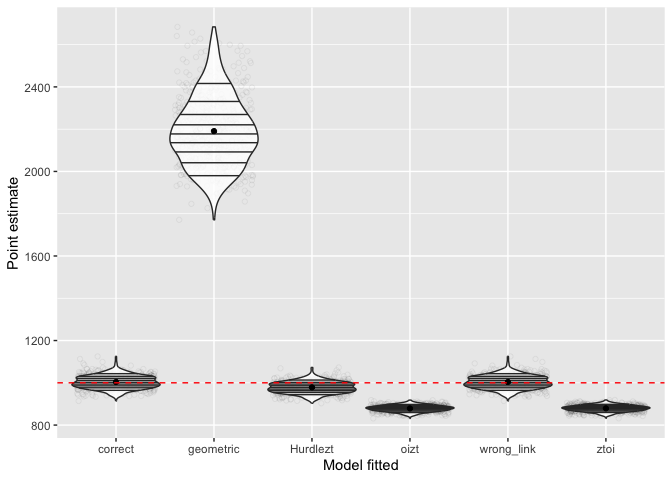 Point estimate
2400
2000
1600
1200
800
correct geometric Hurdlezt oizt wrong_link ztoi
Model fitted